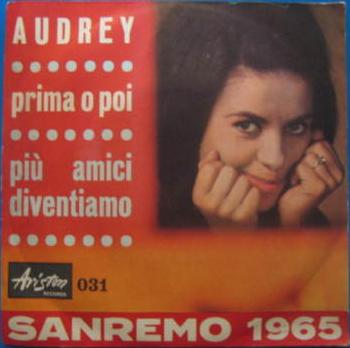 AUDREY
prima o poi
più amici
diventiamo
Ariston
RECORDS
031
SANREMO 1965